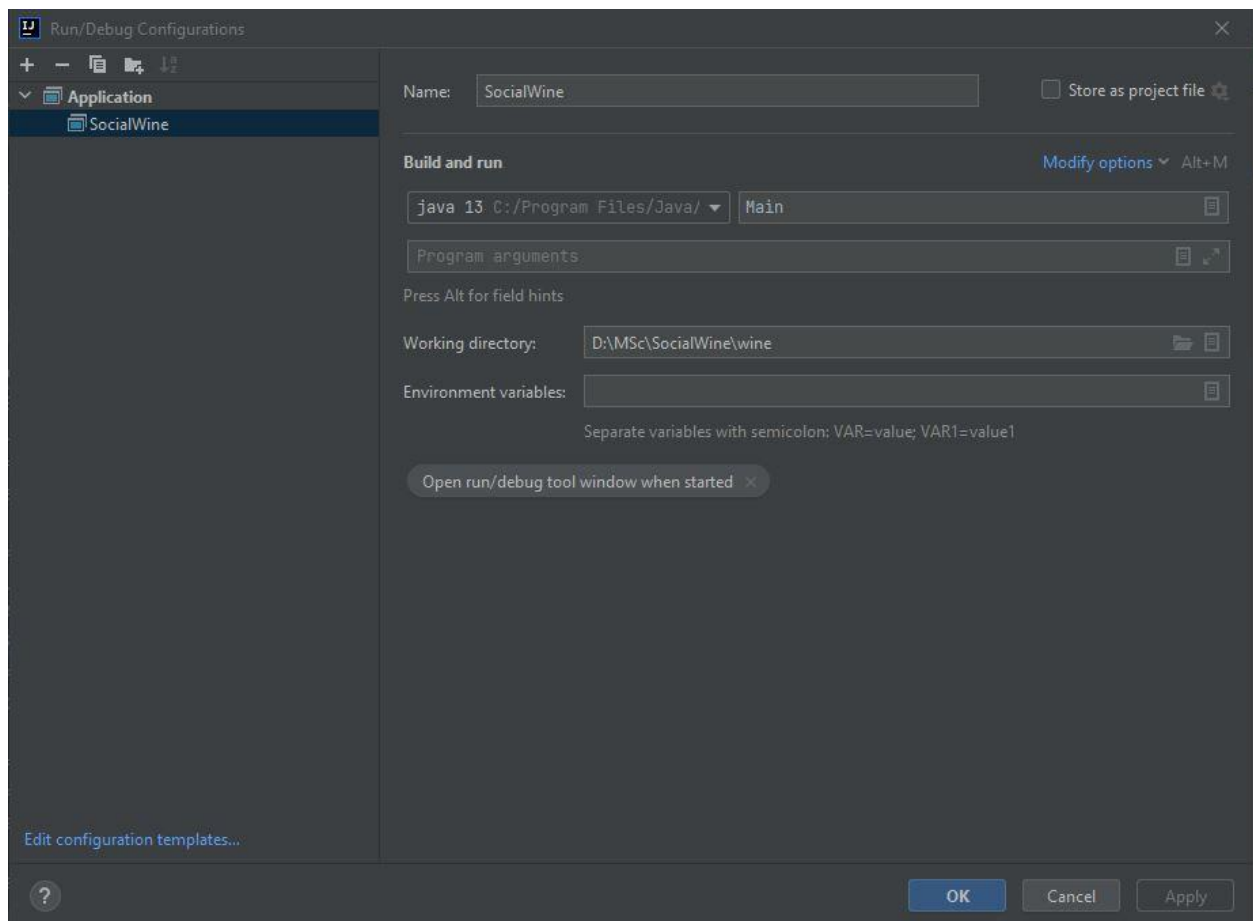 IJ
Run/Debug Configurations
Application
SocialWine
Name: SocialWine
Store as project file
Build and run
Modify options Alt+M
java 13 C:/Program Files/Java/ Main
Program arguments
Press Alt for field hints
Working directory: D:\MSc\SocialWine\wine
Environment variables:
Separate variables with semicolon: VAR=value; VAR1=value1
Open run/debug tool window when started
Edit configuration templates...
?
OK Cancel Apply